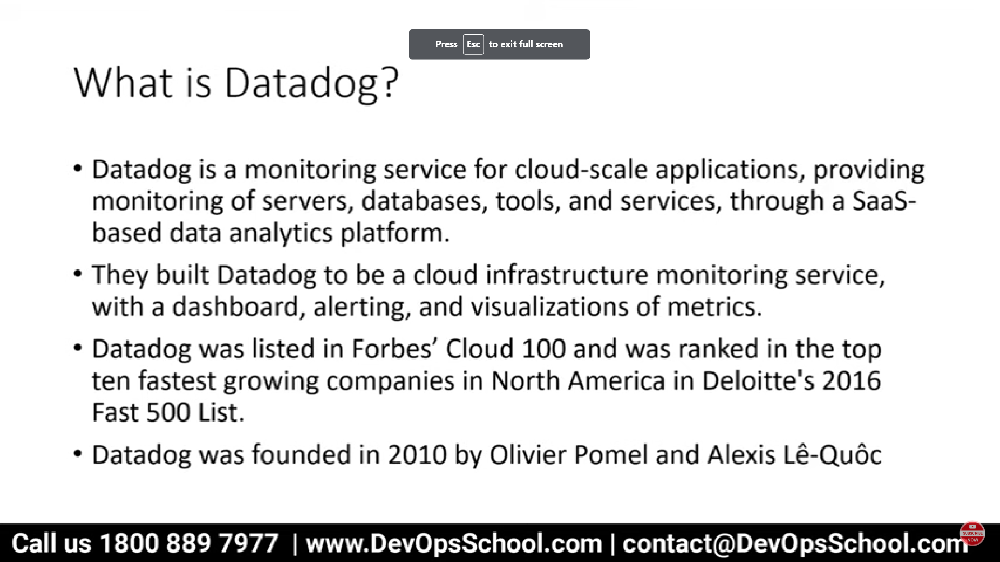 Press Esc to exit full screen
What is Datadog?
• Datadog is a monitoring service for cloud-scale applications, providing
monitoring of servers, databases, tools, and services, through a SaaS-
based data analytics platform.
• They built Datadog to be a cloud infrastructure monitoring service,
with a dashboard, alerting, and visualizations of metrics.
• Datadog was listed in Forbes’ Cloud 100 and was ranked in the top
ten fastest growing companies in North America in Deloitte's 2016
Fast 500 List.
• Datadog was founded in 2010 by Olivier Pomel and Alexis Lê-Quôc
Call us 1800 889 7977 | www.DevOpsSchool.com | contact@DevOpsSchool.com
SUBSCRIBE
NOW